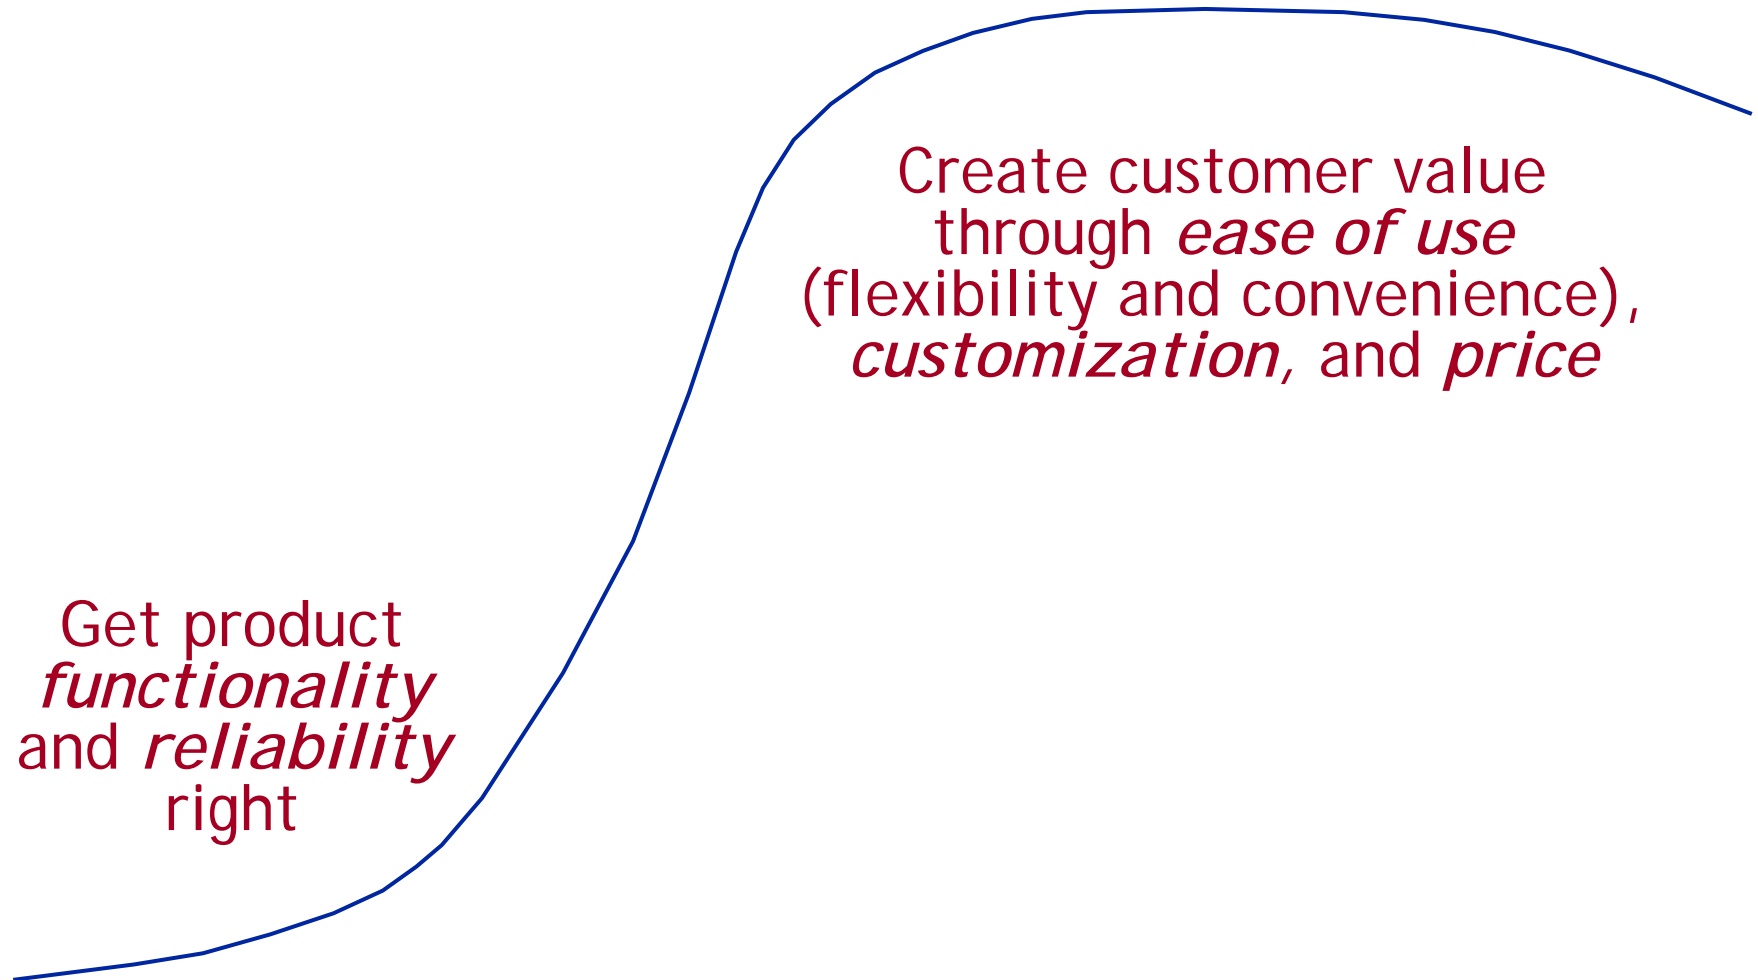 Create customer value
through ease of use
(flexibility and convenience),
customization, and price
Get product
functionality
and reliability
right